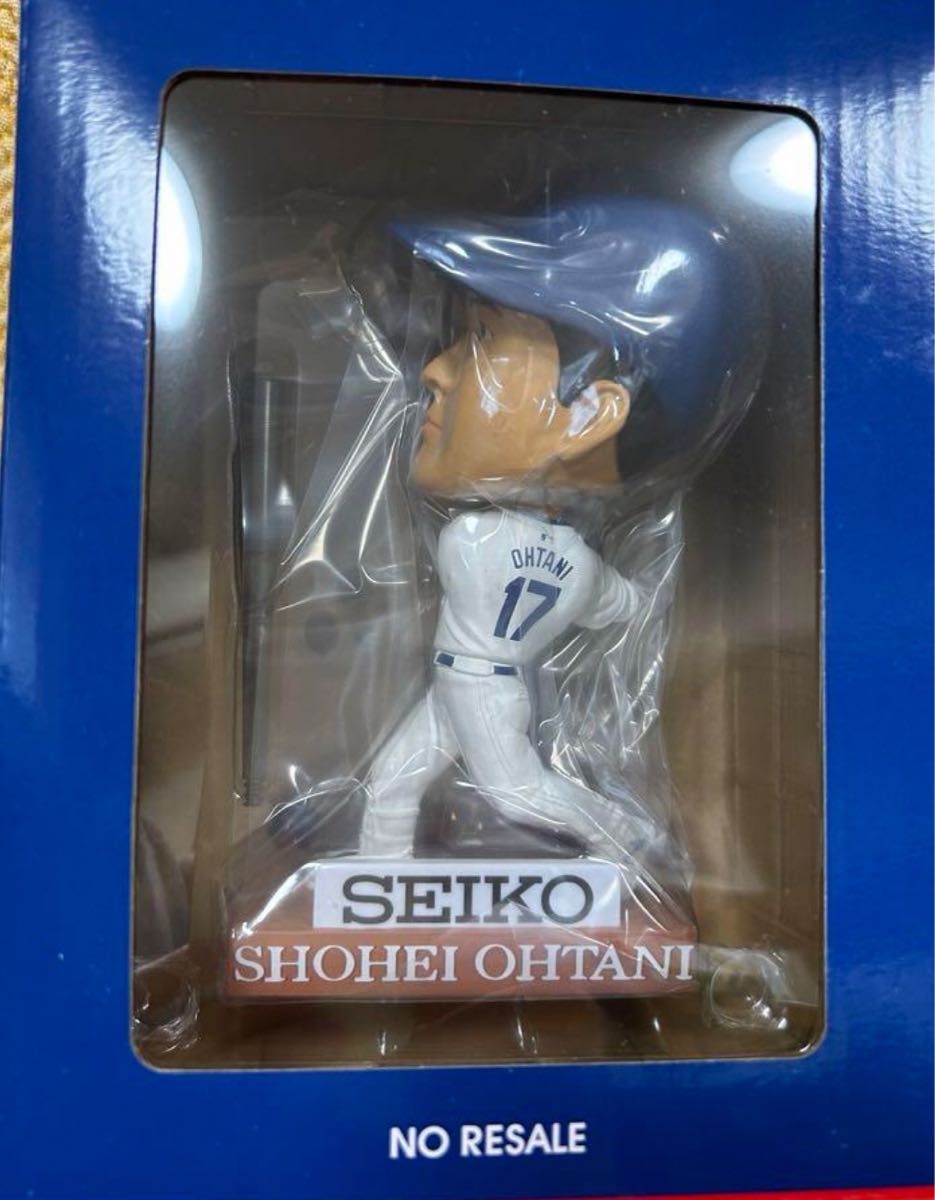 OHTANI
17
SEIKO
SHOHEI OHTANI
NO RESALE